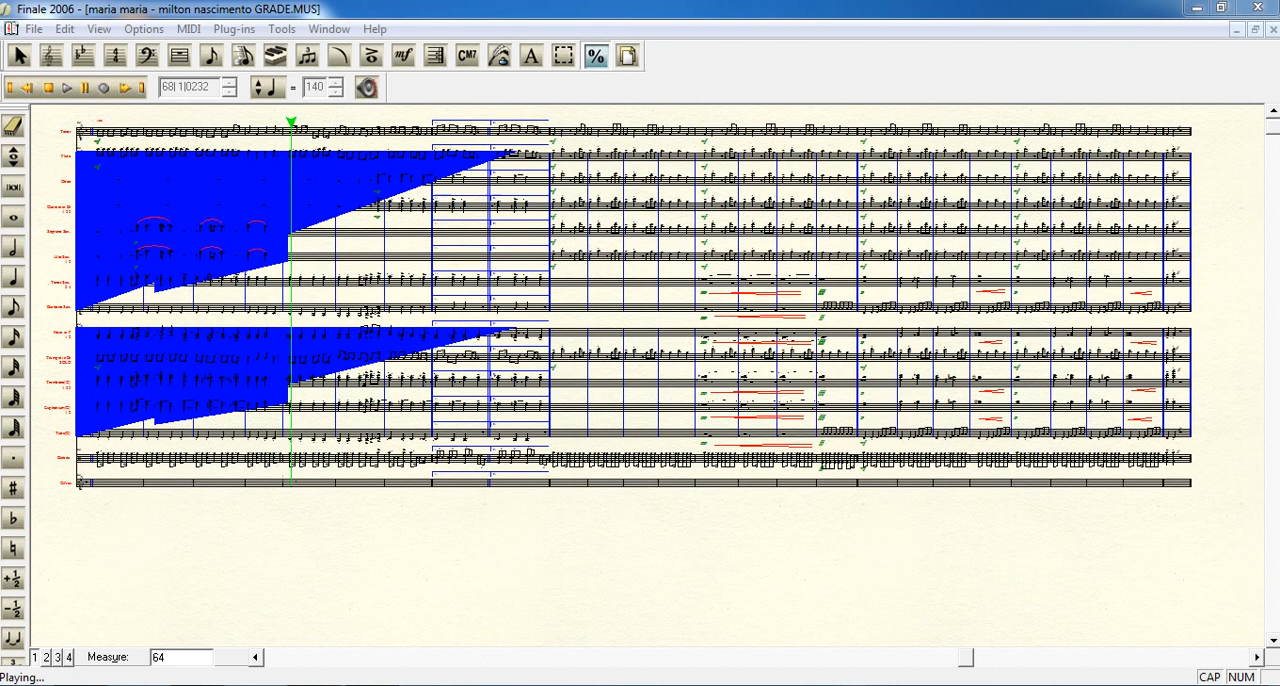 Finale 2006 - [maria maria - milton nascimento GRADE.MUS]
File Edit View Options MIDI Plug-ins Tools Window Help
mf CM7 A %
68| 1|0232 = 140
1 2 3 4 Measure: 64
Playing... CAP NUM